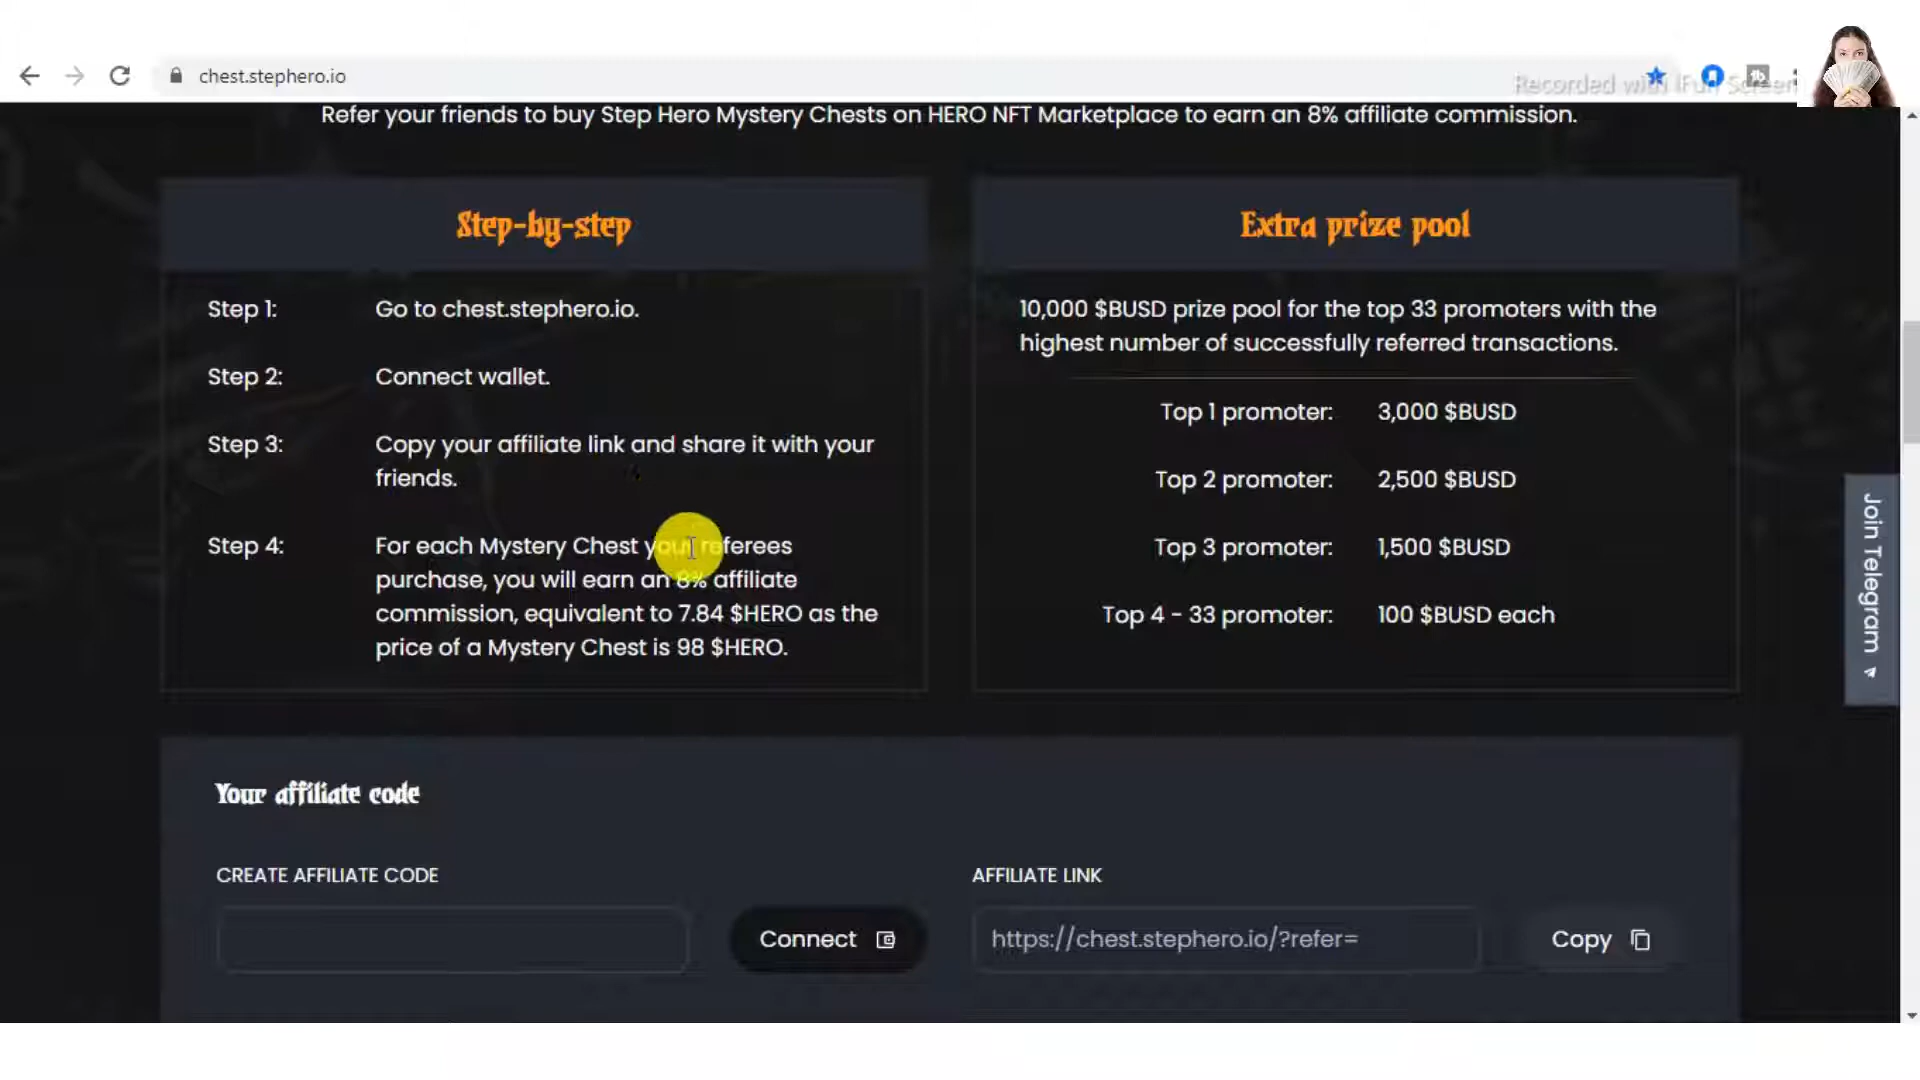 chest.stephero.io
Recorded with iFun Screen
Refer your friends to buy Step Hero Mystery Chests on HERO NFT Marketplace to earn an 8% affiliate commission.
Step-by-step
Step 1: Go to chest.stephero.io.
Step 2: Connect wallet.
Step 3: Copy your affiliate link and share it with your
friends.
Step 4: For each Mystery Chest your referees
purchase, you will earn an 8% affiliate
commission, equivalent to 7.84 $HERO as the
price of a Mystery Chest is 98 $HERO.
Extra prize pool
10,000 $BUSD prize pool for the top 33 promoters with the
highest number of successfully referred transactions.
Top 1 promoter: 3,000 $BUSD
Top 2 promoter: 2,500 $BUSD
Top 3 promoter: 1,500 $BUSD
Top 4 - 33 promoter: 100 $BUSD each
Join Telegram
Your affiliate code
CREATE AFFILIATE CODE
Connect
AFFILIATE LINK
https://chest.stephero.io/?refer=
Copy